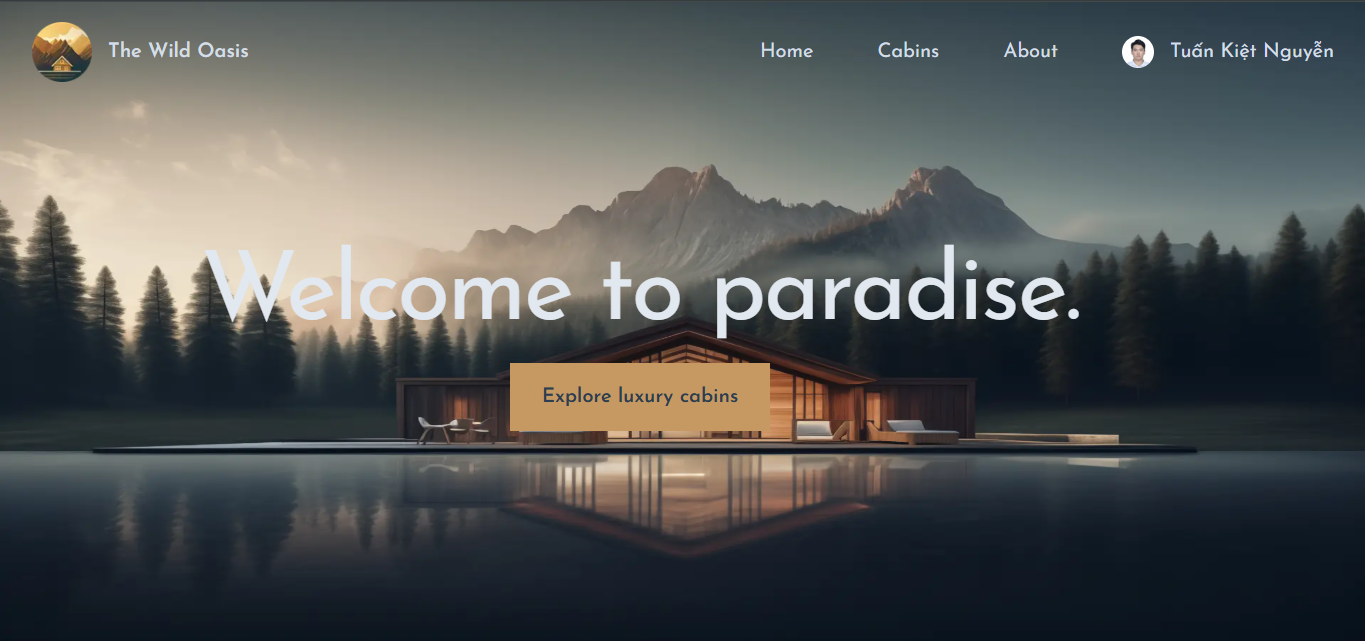 The Wild Oasis
Home Cabins About Tuấn Kiệt Nguyễn
Welcome to paradise.
Explore luxury cabins